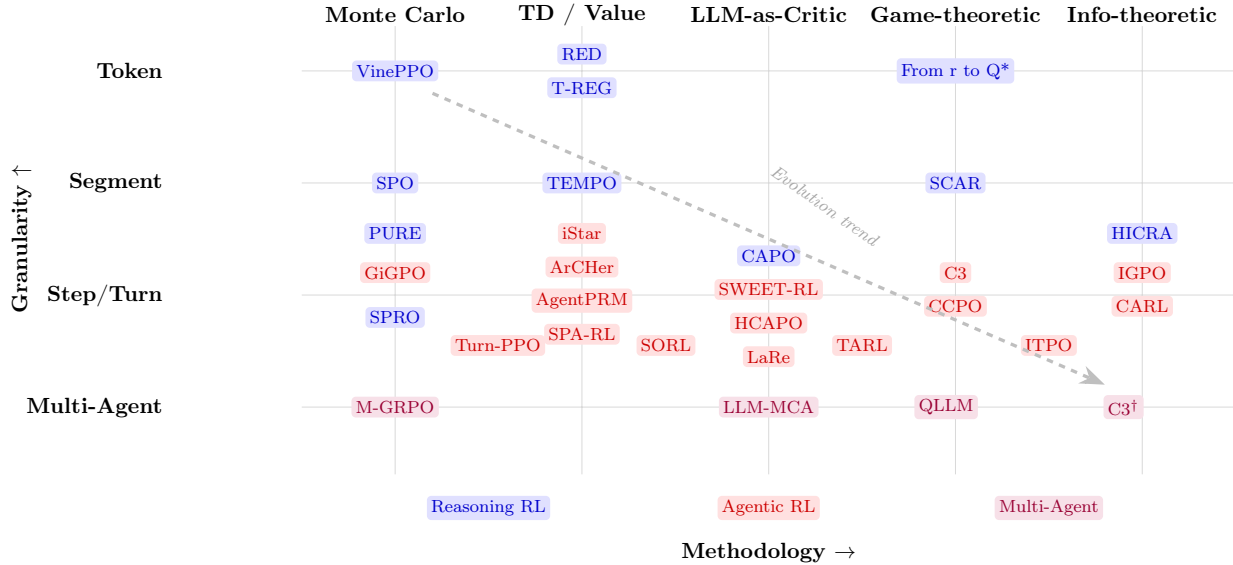 Monte Carlo
TD / Value
LLM-as-Critic
Game-theoretic
Info-theoretic
Granularity ↑
Token
VinePPO
RED
T-REG
From r to Q*
Segment
SPO
TEMPO
SCAR
Evolution trend
Step/Turn
PURE
iStar
CAPO
HICRA
GiGPO
ArCHer
SWEET-RL
C3
IGPO
AgentPRM
CCPO
CARL
SPRO
SPA-RL
HCAPO
Turn-PPO
SORL
LaRe
TARL
ITPO
Multi-Agent
M-GRPO
LLM-MCA
QLLM
C3†
Reasoning RL
Agentic RL
Multi-Agent
Methodology →